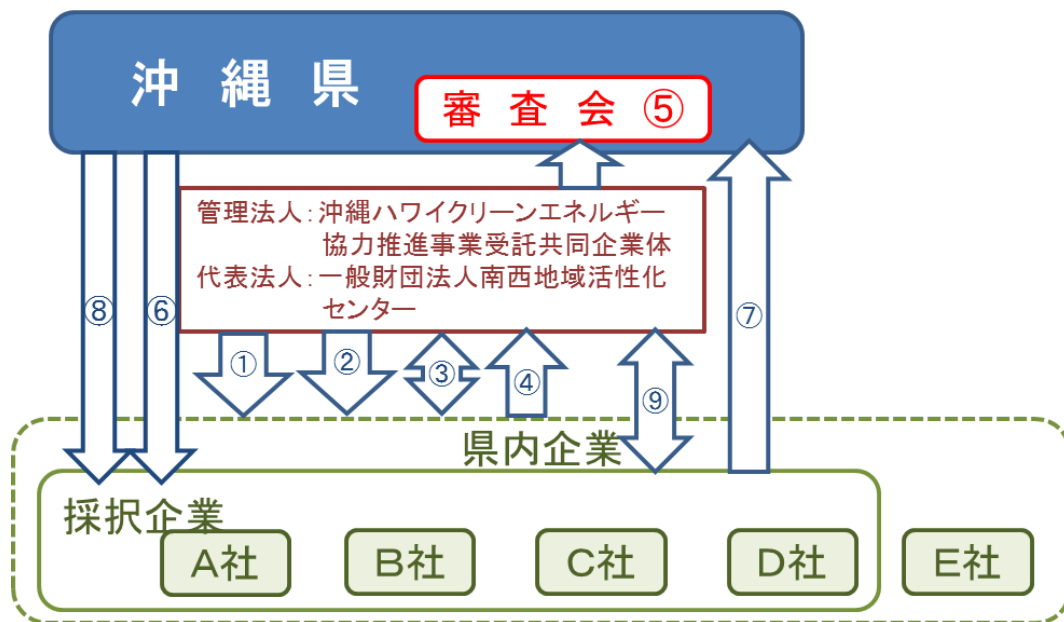 沖 縄 県
審 査 会 ⑤
管理法人：沖縄ハワイクリーンエネルギー
協力推進事業受託共同企業体
代表法人：一般財団法人南西地域活性化
センター
⑧
⑥
⑦
①
②
③
④
⑨
県内企業
採択企業
A社
B社
C社
D社
E社